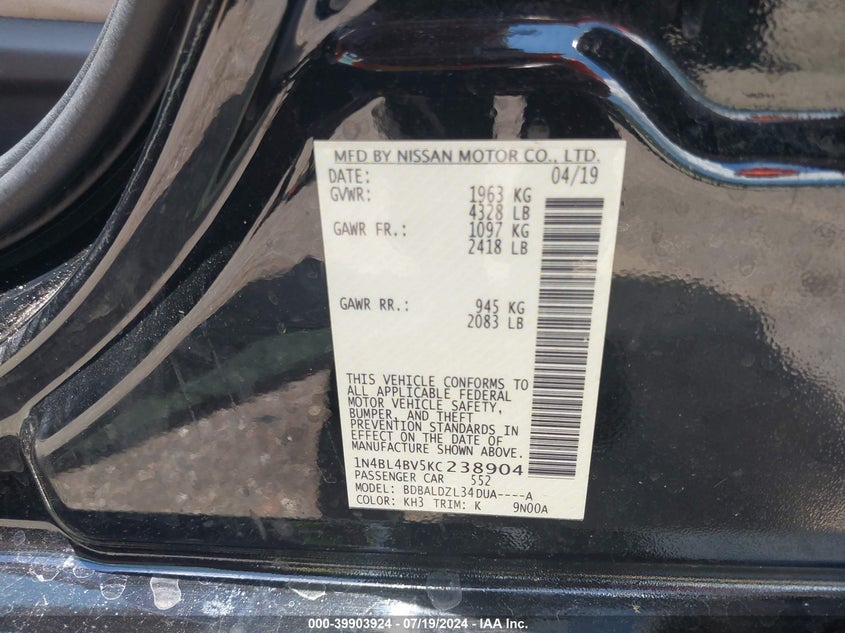 MFD BY NISSAN MOTOR CO., LTD.
DATE: 04/19
GVWR: 1963 KG
4328 LB
GAWR FR.: 1097 KG
2418 LB
GAWR RR.: 945 KG
2083 LB
THIS VEHICLE CONFORMS TO
ALL APPLICABLE FEDERAL
MOTOR VEHICLE SAFETY,
BUMPER, AND THEFT
PREVENTION STANDARDS IN
EFFECT ON THE DATE OF
MANUFACTURE SHOWN ABOVE.
1N4BL4BV5KC238904
PASSENGER CAR 552
MODEL: BDBALDZL34DUA----A
COLOR: KH3 TRIM: K 9N00A
000-39903924 - 07/19/2024 - IAA Inc.